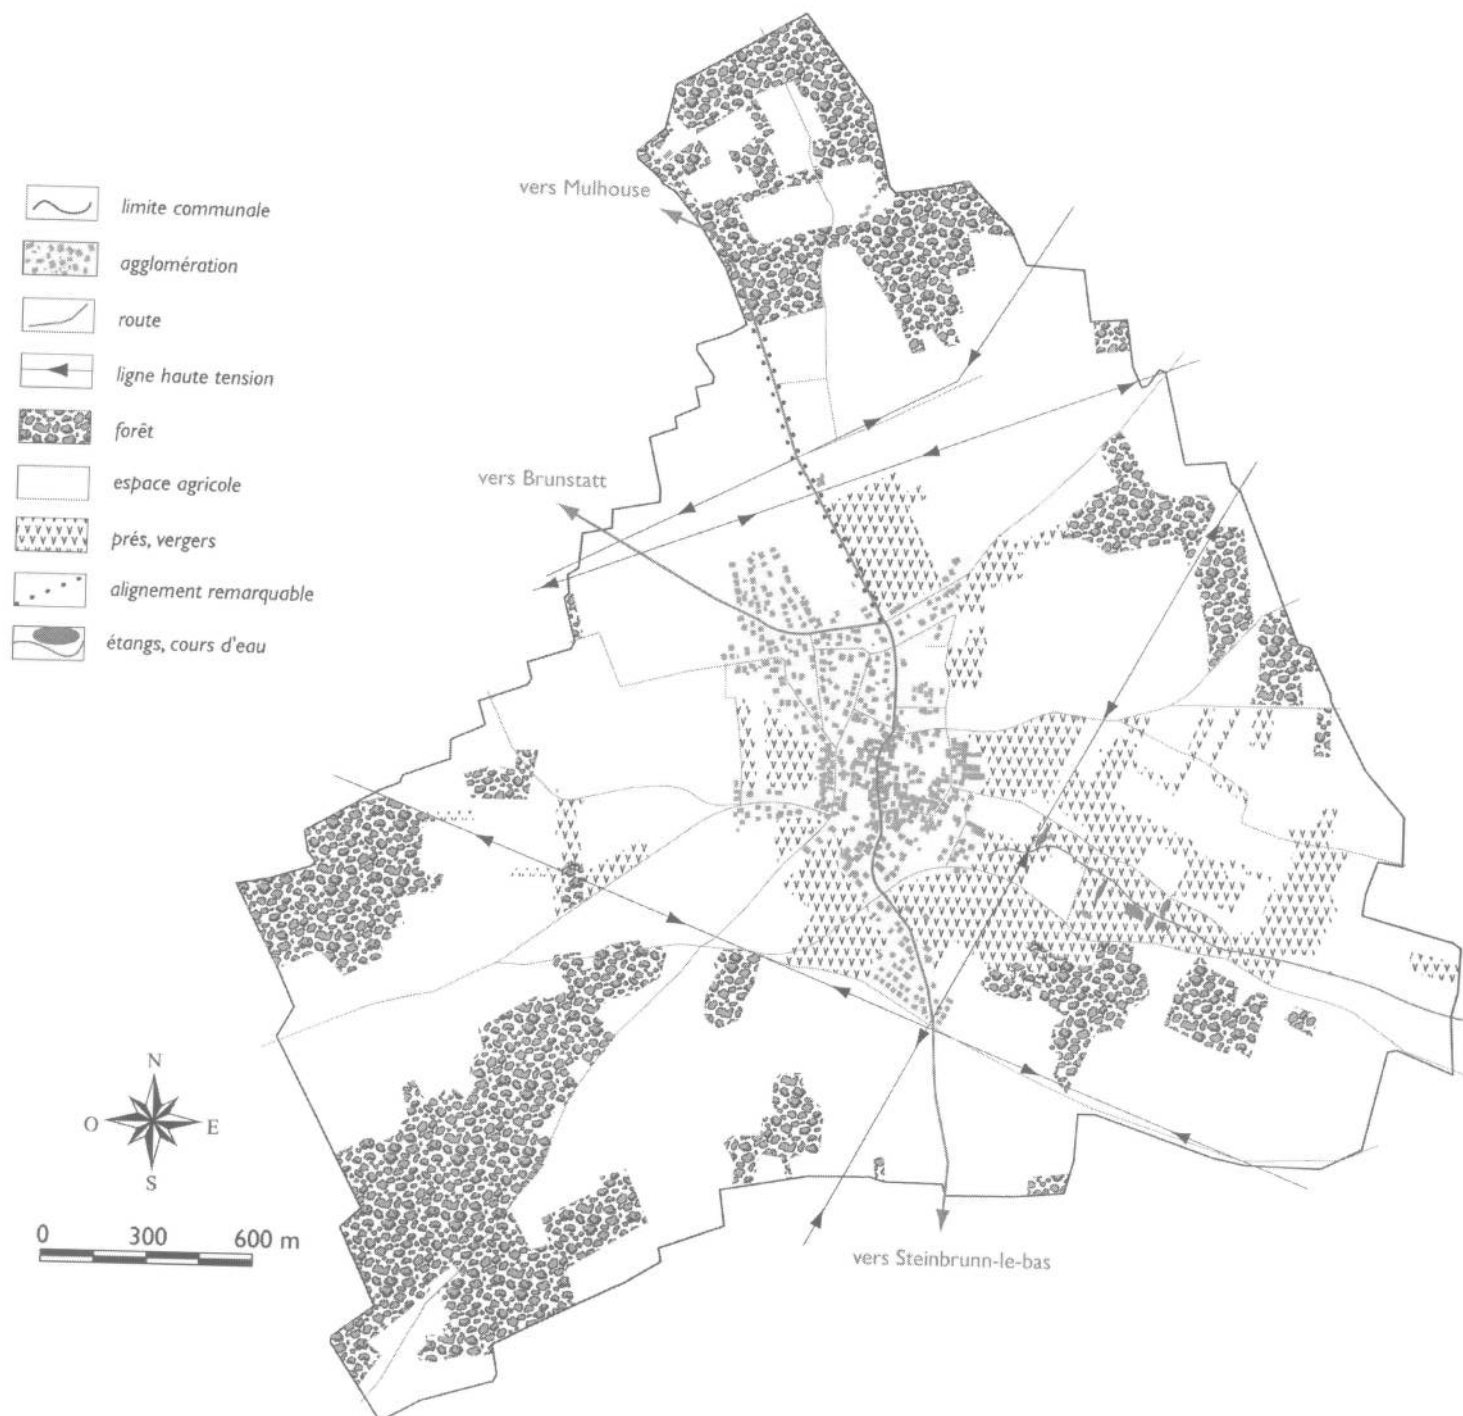 vers Mulhouse
limite communale
agglomération
route
ligne haute tension
forêt
vers Brunstatt
espace agricole
prés, vergers
alignement remarquable
étangs, cours d'eau
N
O E
S
0 300 600 m
vers Steinbrunn-le-bas